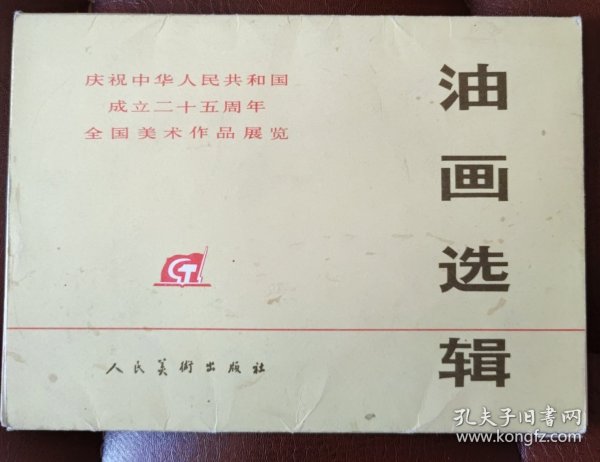 庆祝中华人民共和国
成立二十五周年
全国美术作品展览
油画选辑
人民美術出版社
孔夫子旧书网
www.kongfz.com